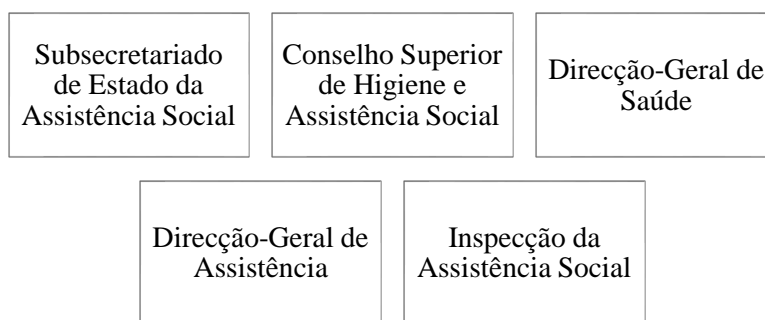 Subsecretariado
de Estado da
Assistência Social
Conselho Superior
de Higiene e
Assistência Social
Direcção-Geral de
Saúde
Direcção-Geral de
Assistência
Inspecção da
Assistência Social